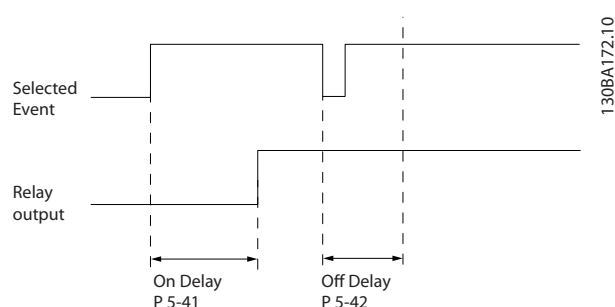 130BA172.10
Selected
Event
Relay
output
On Delay
P 5-41
Off Delay
P 5-42